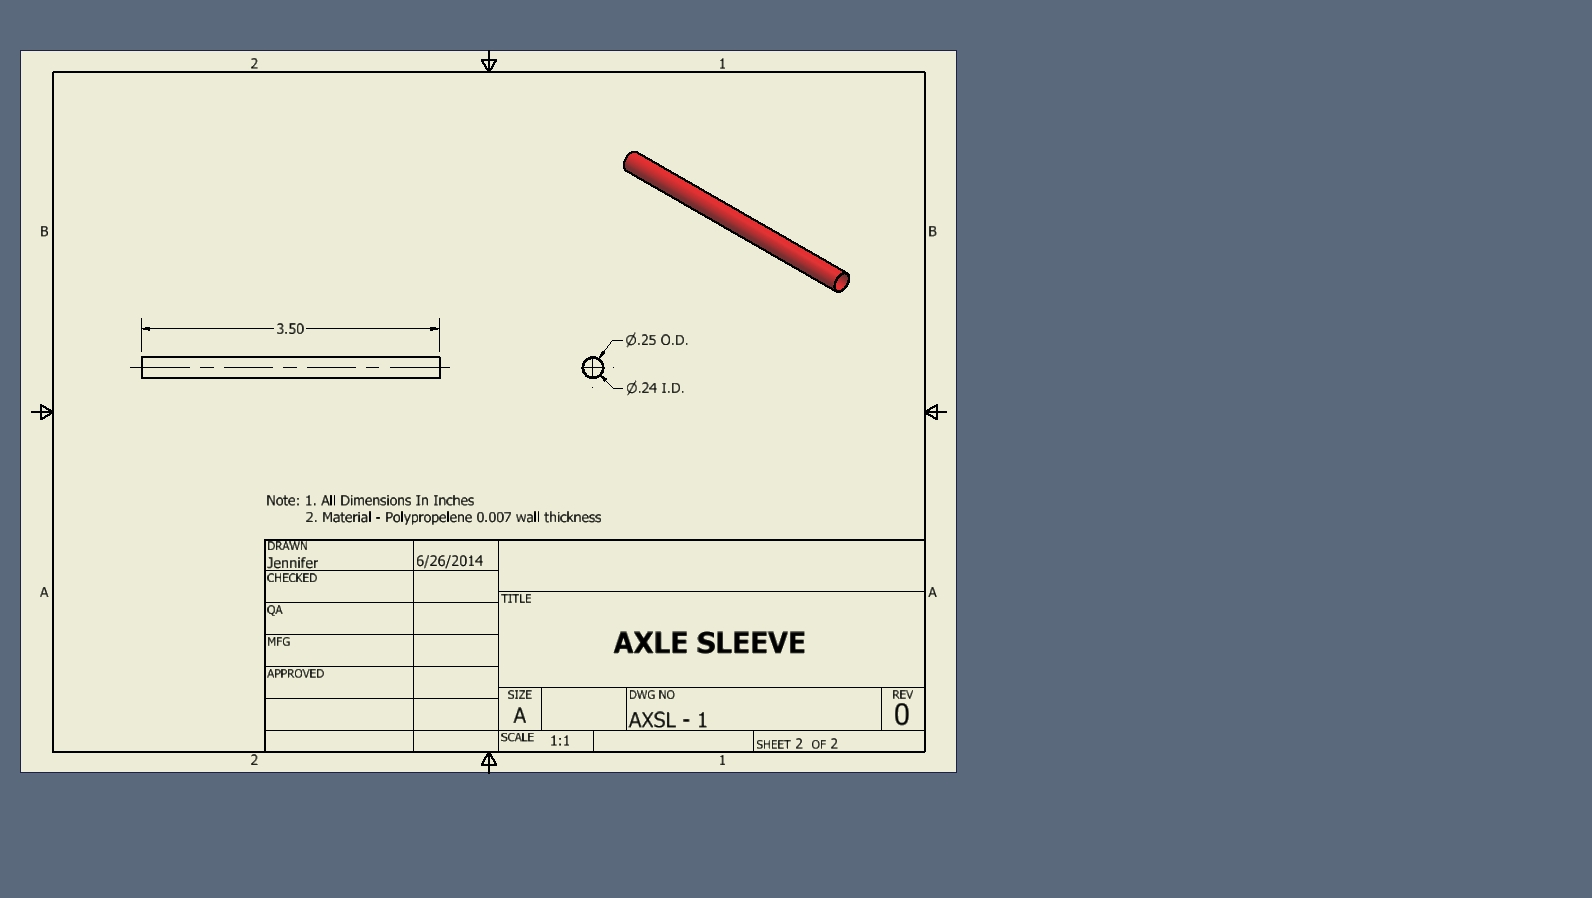 2 1
B B
3.50
Ø.25 O.D.
Ø.24 I.D.
Note: 1. All Dimensions In Inches
2. Material - Polypropelene 0.007 wall thickness
A A
DRAWN
Jennifer 6/26/2014
CHECKED
QA
MFG
APPROVED
TITLE
AXLE SLEEVE
SIZE
A
DWG NO
AXSL - 1
REV
0
SCALE 1:1
SHEET 2 OF 2
2 1